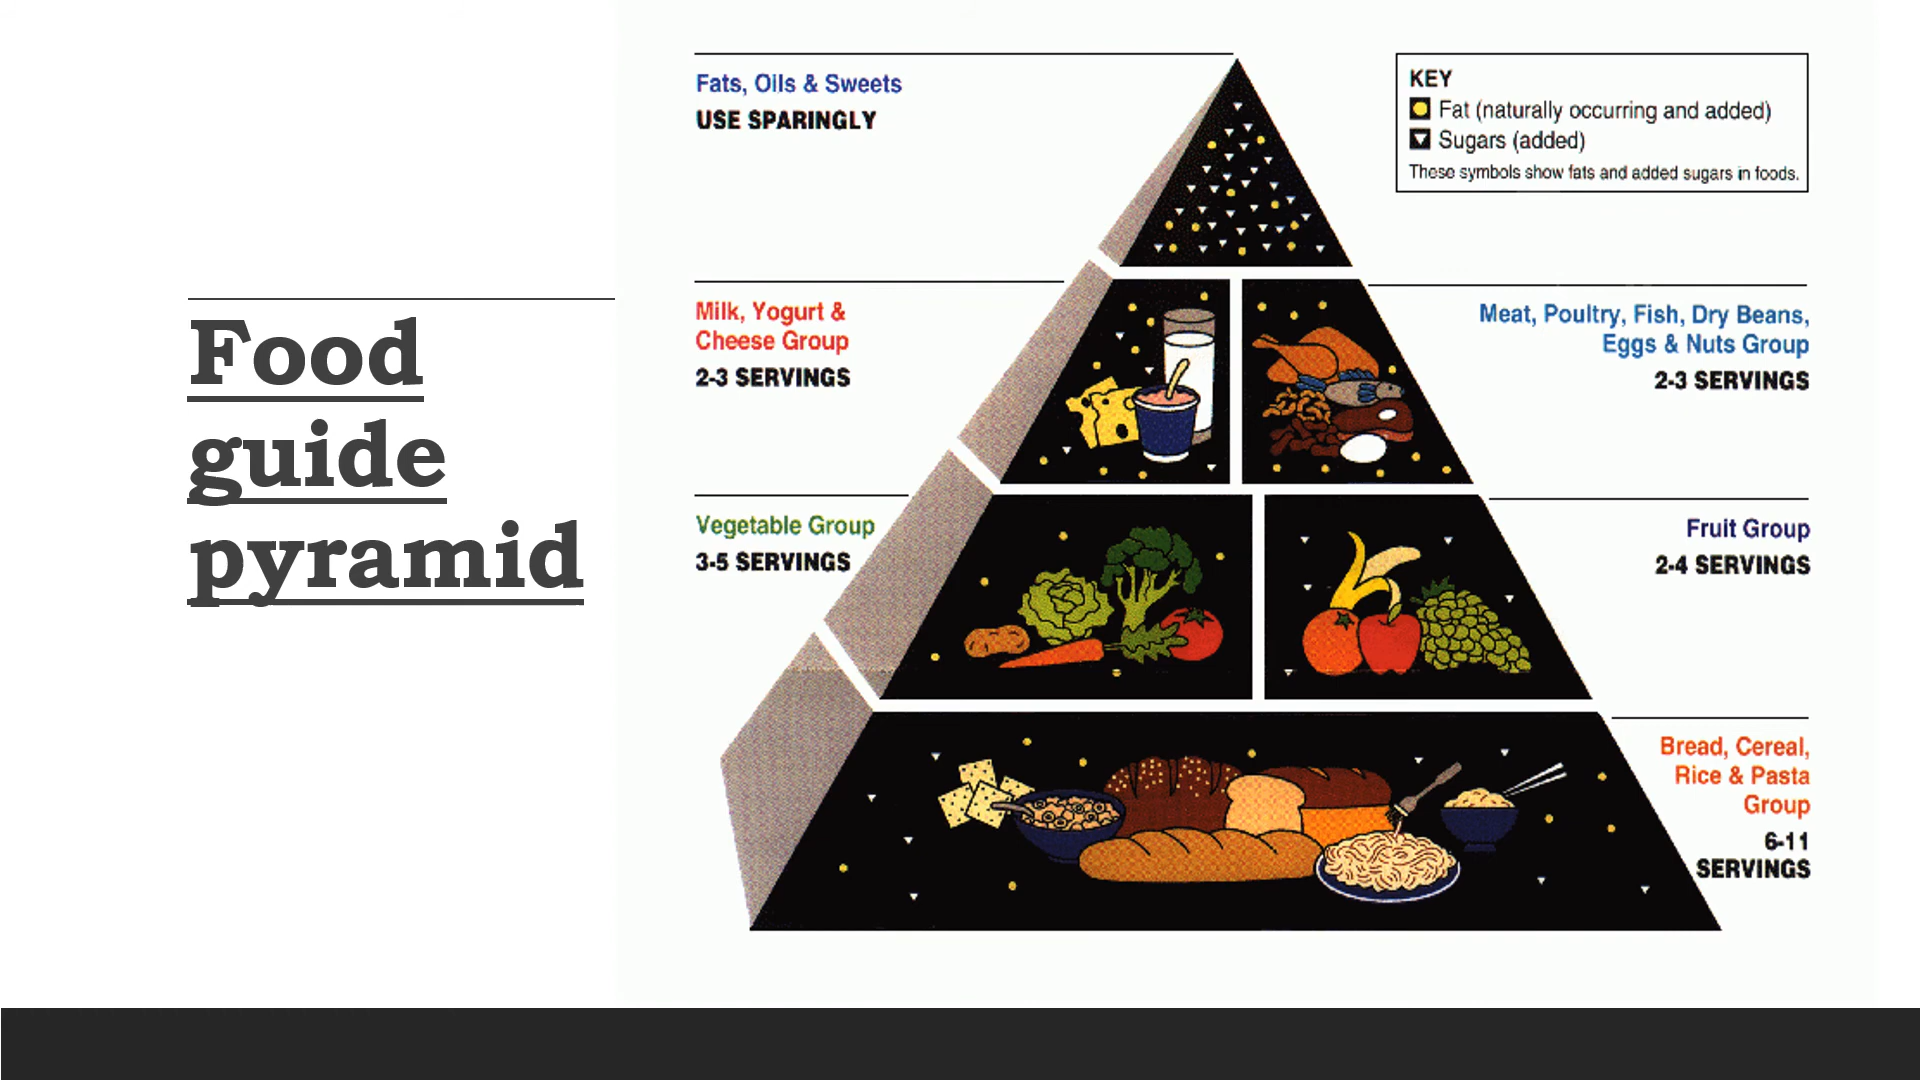 Food
guide
pyramid
Fats, Oils & Sweets
USE SPARINGLY
KEY
Fat (naturally occurring and added)
Sugars (added)
These symbols show fats and added sugars in foods.
Milk, Yogurt &
Cheese Group
2-3 SERVINGS
Meat, Poultry, Fish, Dry Beans,
Eggs & Nuts Group
2-3 SERVINGS
Vegetable Group
3-5 SERVINGS
Fruit Group
2-4 SERVINGS
Bread, Cereal,
Rice & Pasta
Group
6-11
SERVINGS